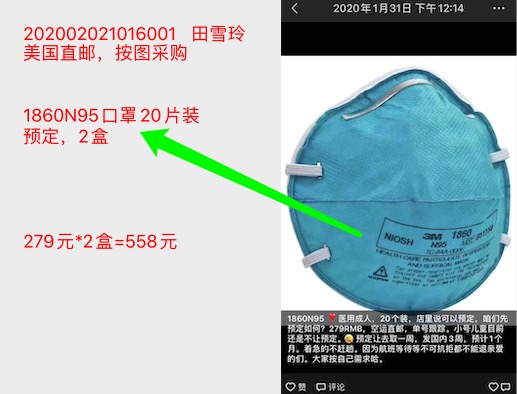 202002021016001 田雪玲
美国直邮，按图采购
1860N95口罩20片装
预定，2盒
279元*2盒=558元
2020年1月31日 下午12:14
NIOSH 3M 1860
N95
TC-84A-0006
HEALTH CARE PARTICULATE RESPIRATOR
AND SURGICAL MASK
1860N95❤️医用成人，20个装，店里说可以预定，咱们先
预定如何？279RMB，空运直邮，单号跟踪。小号儿童目前
还是不让预定。😣预定让去取一周，发国内3周，预计1个
月。着急的不赶趟。因为航班等待等不可抗拒都不能退亲爱
的们。大家按自己需求哈。
赞 评论